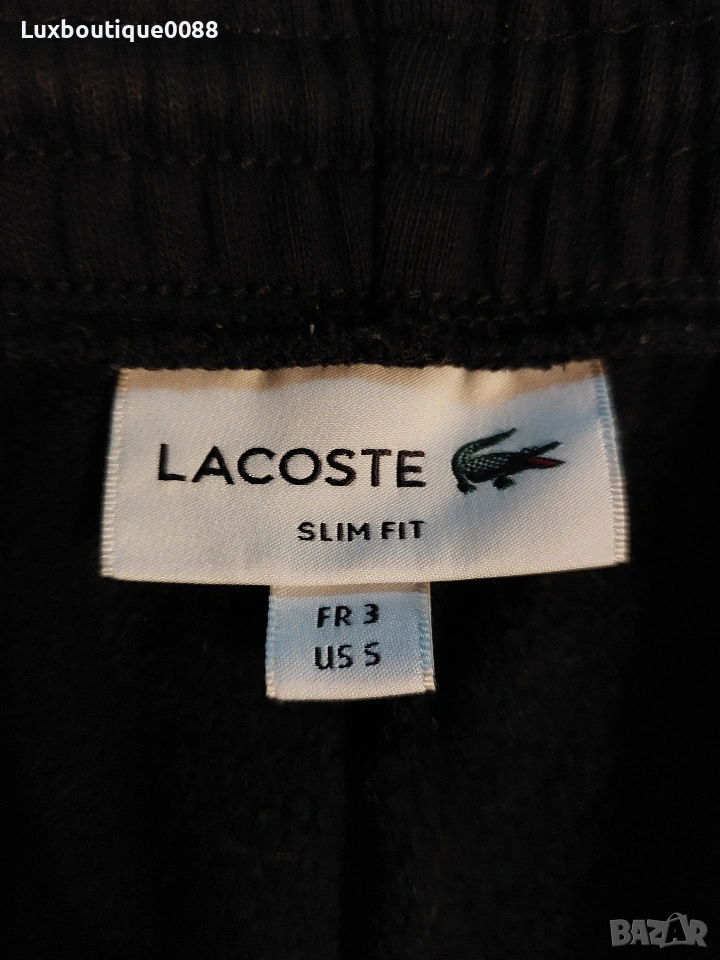 Luxboutique0088
LACOSTE
SLIM FIT
FR 3
US S
BAZAR